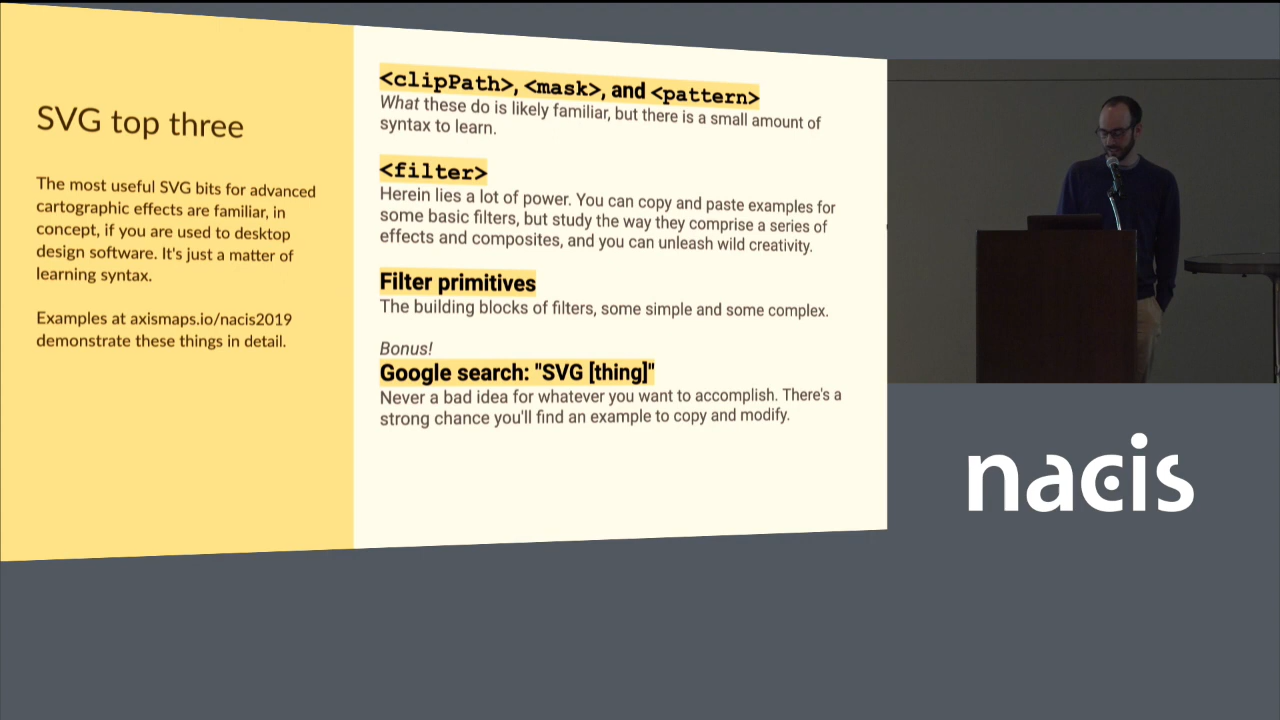 SVG top three
The most useful SVG bits for advanced
cartographic effects are familiar, in
concept, if you are used to desktop
design software. It's just a matter of
learning syntax.
Examples at axismaps.io/nacis2019
demonstrate these things in detail.
<clipPath>, <mask>, and <pattern>
What these do is likely familiar, but there is a small amount of
syntax to learn.
<filter>
Herein lies a lot of power. You can copy and paste examples for
some basic filters, but study the way they comprise a series of
effects and composites, and you can unleash wild creativity.
Filter primitives
The building blocks of filters, some simple and some complex.
Bonus!
Google search: "SVG [thing]"
Never a bad idea for whatever you want to accomplish. There's a
strong chance you'll find an example to copy and modify.
nacis